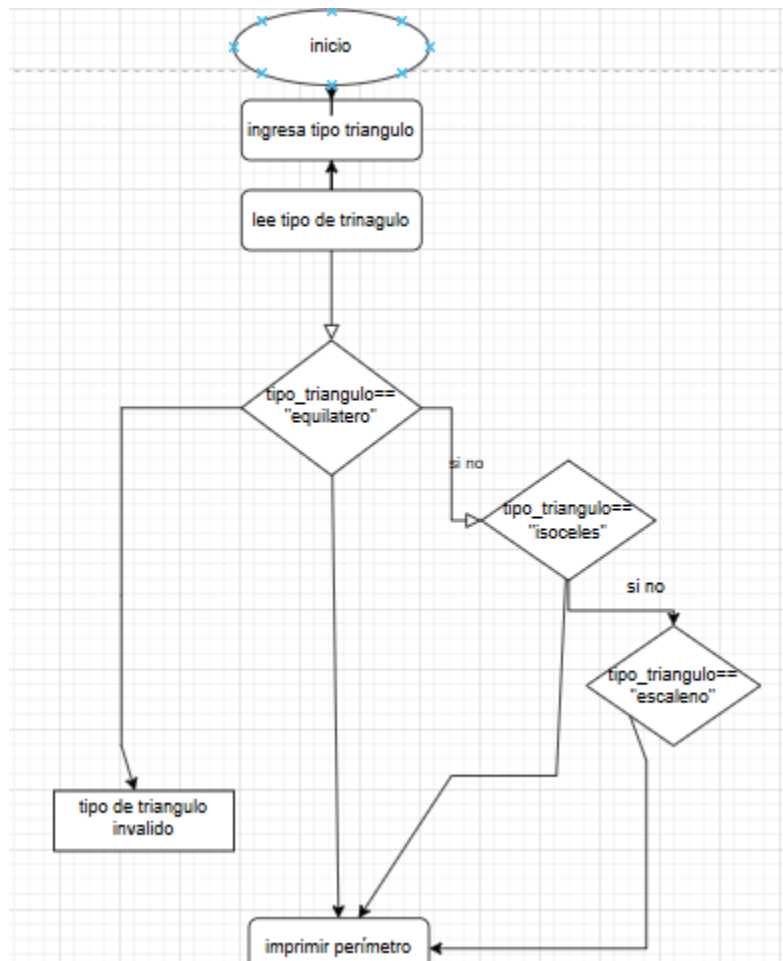 inicio
ingresa tipo triangulo
lee tipo de trinagulo
tipo_triangulo==
"equilatero"
si no
tipo_triangulo==
"isoceles"
si no
tipo_triangulo==
"escaleno"
tipo de triangulo
invalido
imprimir perímetro